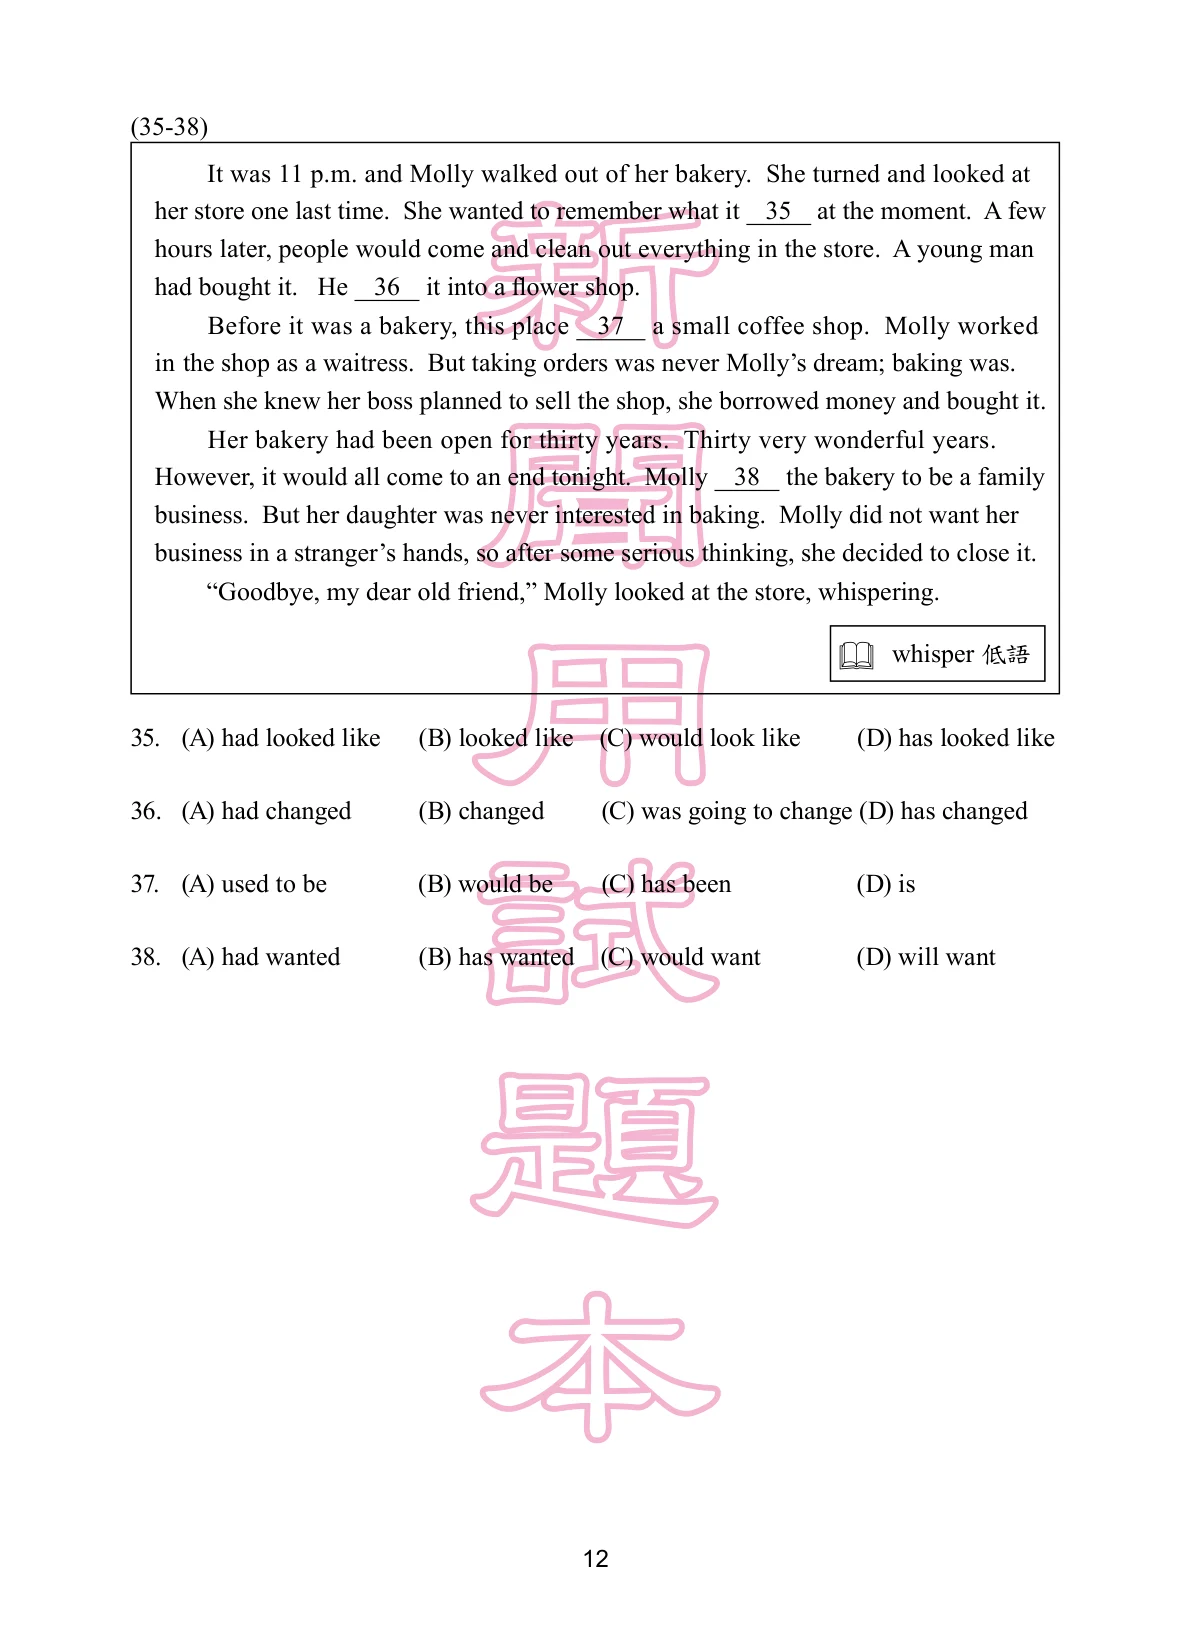 (35-38)
It was 11 p.m. and Molly walked out of her bakery. She turned and looked at
her store one last time. She wanted to remember what it 35 at the moment. A few
hours later, people would come and clean out everything in the store. A young man
had bought it. He 36 it into a flower shop.
Before it was a bakery, this place 37 a small coffee shop. Molly worked
in the shop as a waitress. But taking orders was never Molly’s dream; baking was.
When she knew her boss planned to sell the shop, she borrowed money and bought it.
Her bakery had been open for thirty years. Thirty very wonderful years.
However, it would all come to an end tonight. Molly 38 the bakery to be a family
business. But her daughter was never interested in baking. Molly did not want her
business in a stranger’s hands, so after some serious thinking, she decided to close it.
“Goodbye, my dear old friend,” Molly looked at the store, whispering.
whisper 低語
35. (A) had looked like (B) looked like (C) would look like (D) has looked like
36. (A) had changed (B) changed (C) was going to change (D) has changed
37. (A) used to be (B) would be (C) has been (D) is
38. (A) had wanted (B) has wanted (C) would want (D) will want
新聞用試題本
12